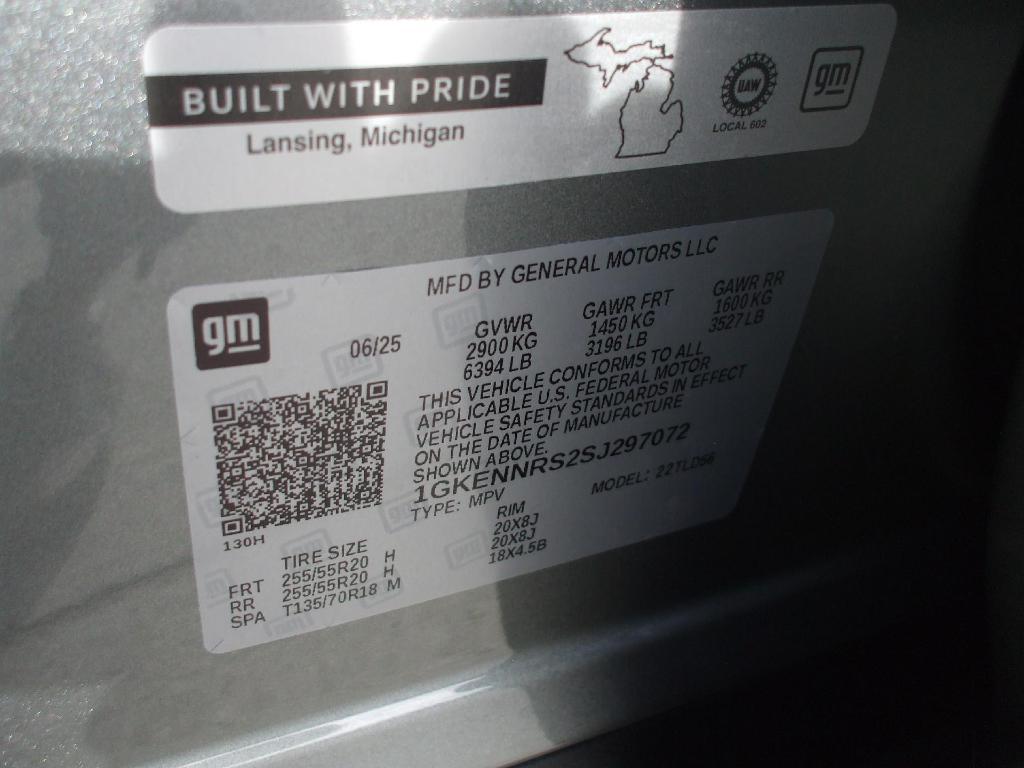 BUILT WITH PRIDE
Lansing, Michigan
UAW
LOCAL 602
gm
MFD BY GENERAL MOTORS LLC
gm
06/25
GVWR
2900 KG
6394 LB
GAWR FRT
1450 KG
3196 LB
GAWR RR
1600 KG
3527 LB
THIS VEHICLE CONFORMS TO ALL
APPLICABLE U.S. FEDERAL MOTOR
VEHICLE SAFETY STANDARDS IN EFFECT
ON THE DATE OF MANUFACTURE
SHOWN ABOVE.
1GKENNRS2SJ297072
TYPE: MPV MODEL: 22TLD56
130H
TIRE SIZE RIM
FRT 255/55R20 H 20X8J
RR 255/55R20 H 20X8J
SPA T135/70R18 M 18X4.5B